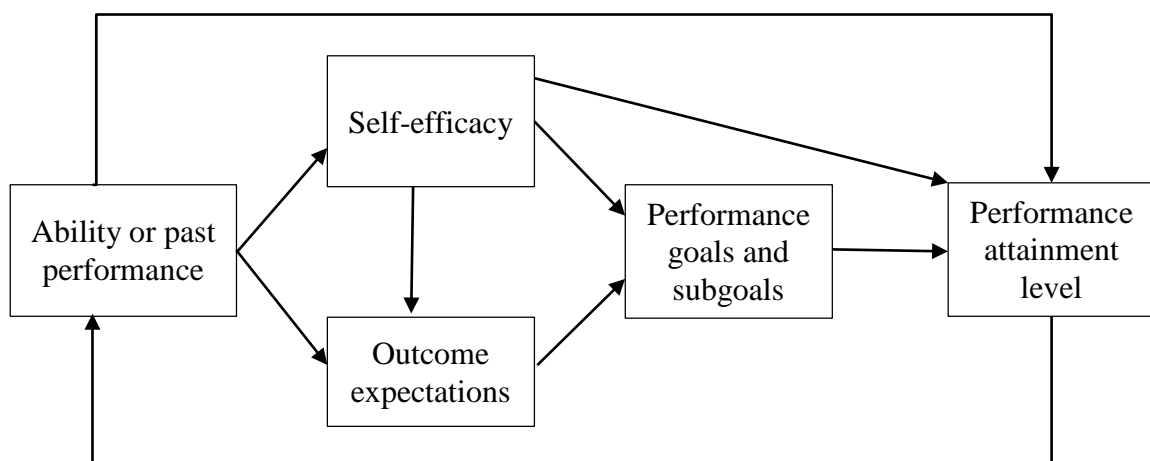 Self-efficacy
Ability or past
performance
Outcome
expectations
Performance
goals and
subgoals
Performance
attainment
level